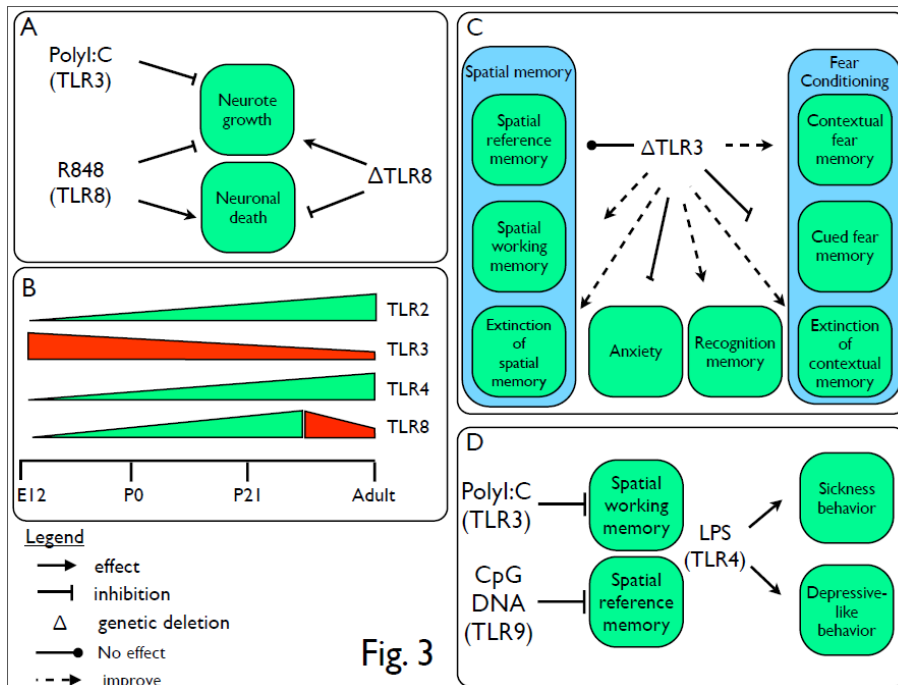 A
PolyI:C
(TLR3)
Neurote
growth
R848
(TLR8)
Neuronal
death
ΔTLR8
B
TLR2
TLR3
TLR4
TLR8
E12
P0
P21
Adult
Legend
effect
inhibition
Δ genetic deletion
No effect
improve
Fig. 3
C
Spatial memory
Spatial
reference
memory
Spatial
working
memory
Extinction
of
spatial
memory
ΔTLR3
Anxiety
Recognition
memory
Fear
Conditioning
Contextual
fear
memory
Cued fear
memory
Extinction
of
contextual
memory
D
PolyI:C
(TLR3)
Spatial
working
memory
CpG
DNA
(TLR9)
Spatial
reference
memory
LPS
(TLR4)
Sickness
behavior
Depressive-
like
behavior